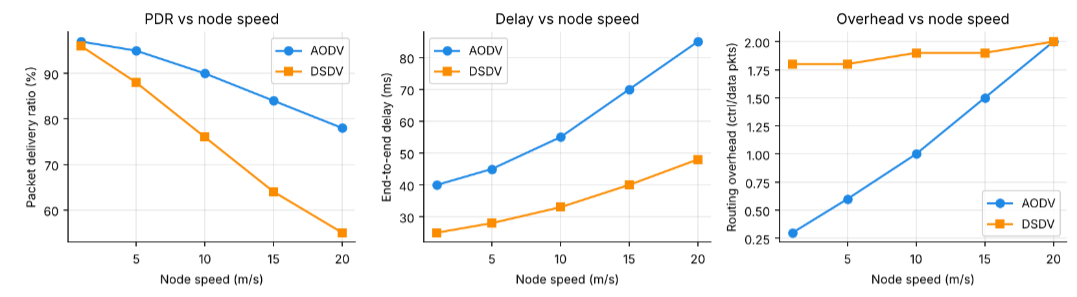 PDR vs node speed
Packet delivery ratio (%)
90
80
70
60
AODV
DSDV
5
10
15
20
Node speed (m/s)
Delay vs node speed
End-to-end delay (ms)
80
70
60
50
40
30
AODV
DSDV
5
10
15
20
Node speed (m/s)
Overhead vs node speed
Routing overhead (ctrl/data pkts)
2.00
1.75
1.50
1.25
1.00
0.75
0.50
0.25
AODV
DSDV
5
10
15
20
Node speed (m/s)